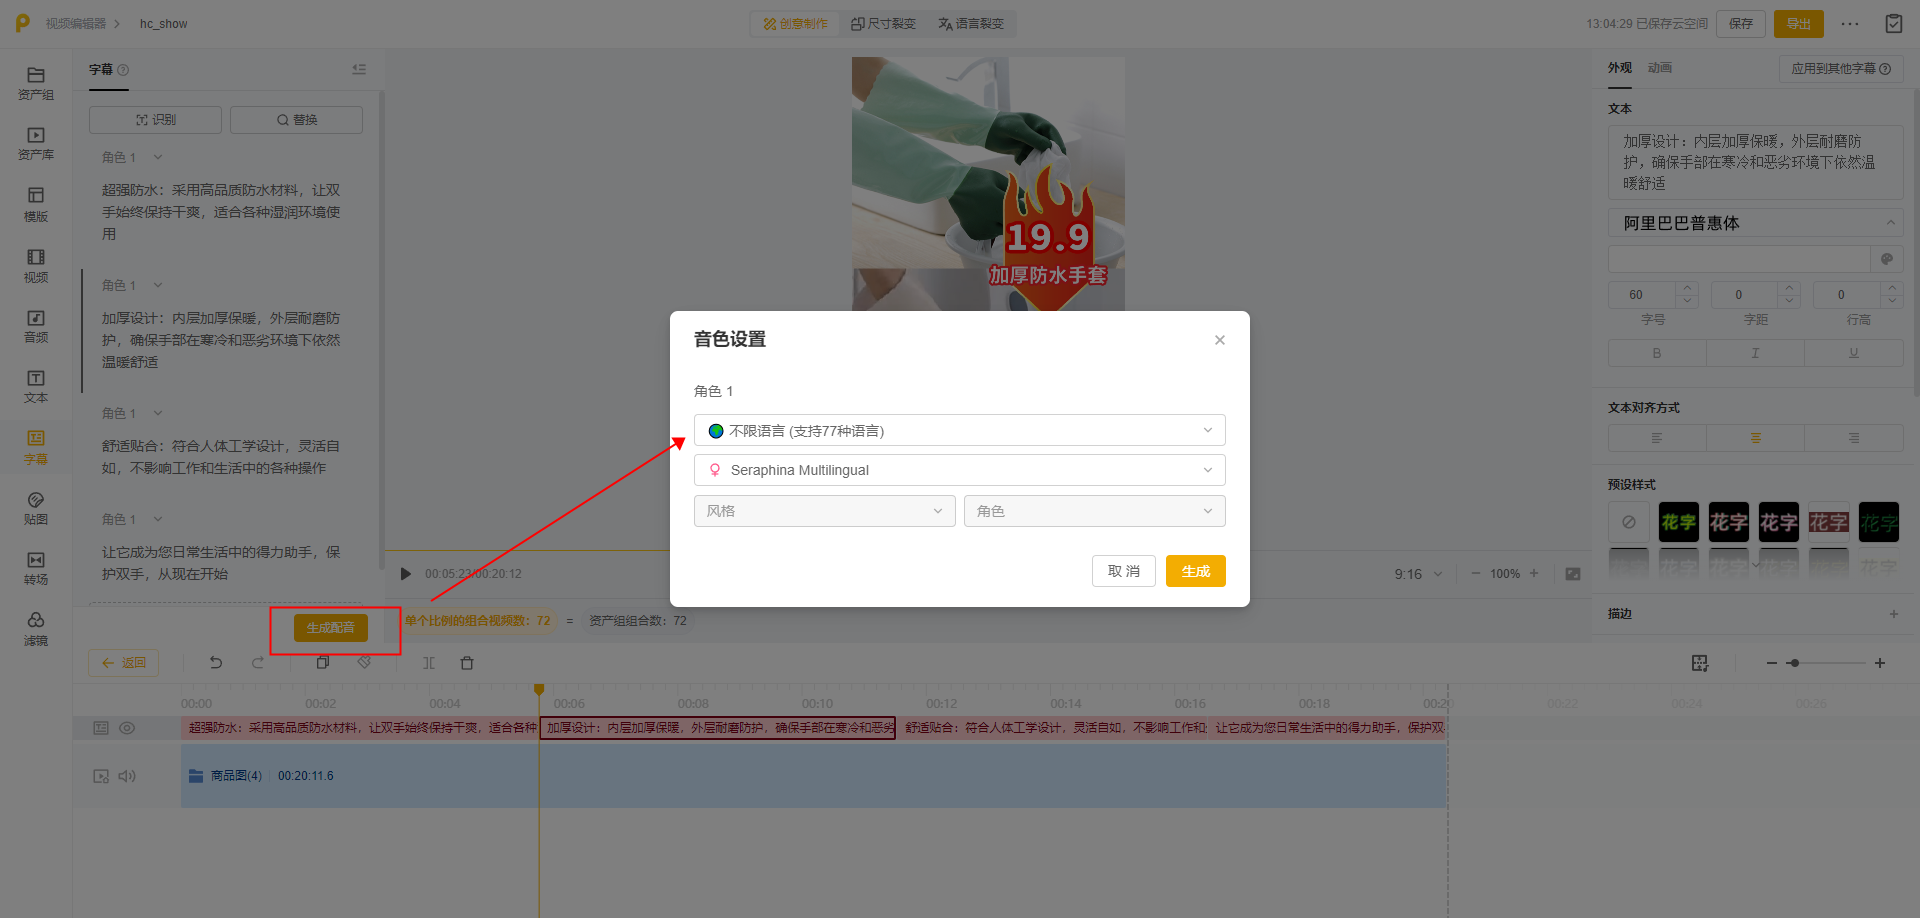 视频编辑器
hc_show
创意制作
尺寸裂变
语言裂变
13:04:29 已保存云空间
保存
导出
资产组
资产库
模版
视频
音频
文本
字幕
贴图
转场
滤镜
字幕
识别
替换
角色 1
超强防水：采用高品质防水材料，让双
手始终保持干爽，适合各种湿润环境使
用
角色 1
加厚设计：内层加厚保暖，外层耐磨防
护，确保手部在寒冷和恶劣环境下依然
温暖舒适
角色 1
舒适贴合：符合人体工学设计，灵活自
如，不影响工作和生活中的各种操作
角色 1
让它成为您日常生活中的得力助手，保
护双手，从现在开始
生成配音
19.9
加厚防水手套
音色设置
角色 1
不限语言 (支持77种语言)
Seraphina Multilingual
风格
角色
取 消
生成
00:05:23/00:20:12
9:16
100%
单个比例的组合视频数：72
=
资产组组合数：72
外观
动画
应用到其他字幕
文本
加厚设计：内层加厚保暖，外层耐磨防
护，确保手部在寒冷和恶劣环境下依然温
暖舒适
阿里巴巴普惠体
60
0
0
字号
字距
行高
B
I
U
文本对齐方式
预设样式
花字
花字
花字
花字
花字
花字
花字
花字
花字
花字
花字
描边
返回
00:00
00:02
00:04
00:06
00:08
00:10
00:12
00:14
00:16
00:18
00:20
00:22
00:24
00:26
超强防水：采用高品质防水材料，让双手始终保持干爽，适合各种
加厚设计：内层加厚保暖，外层耐磨防护，确保手部在寒冷和恶劣
舒适贴合：符合人体工学设计，灵活自如，不影响工作和
让它成为您日常生活中的得力助手，保护双
商品图(4)
00:20:11.6